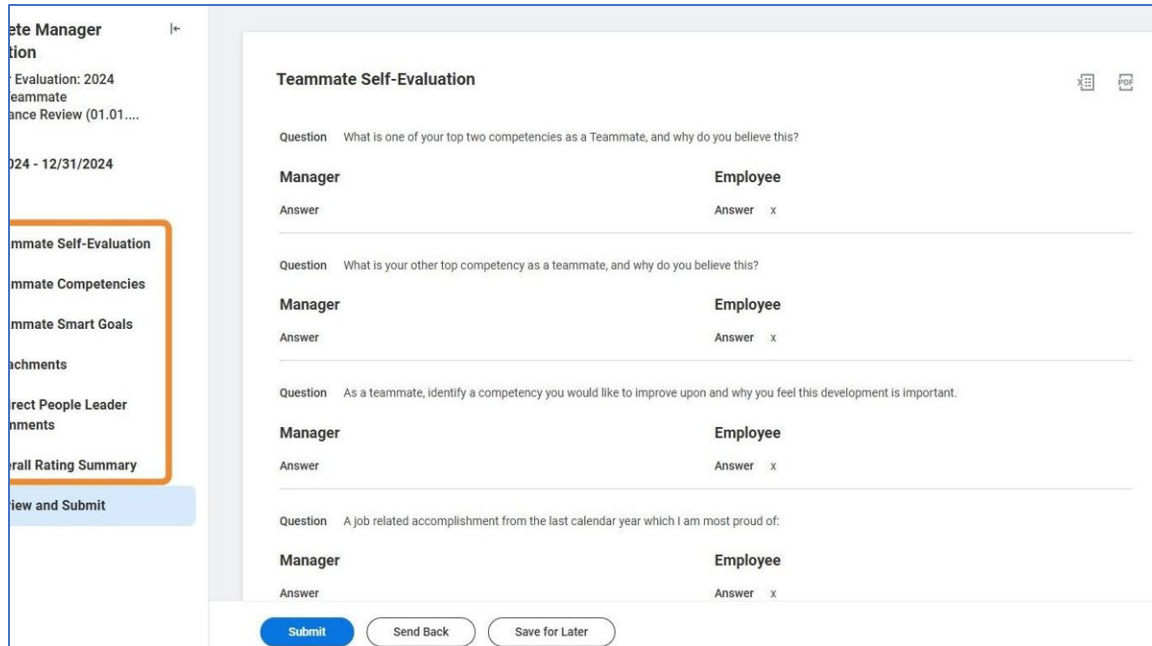 ete Manager
tion
Evaluation: 2024
eammate
ance Review (01.01....
024 - 12/31/2024
mmate Self-Evaluation
mmate Competencies
mmate Smart Goals
achments
irect People Leader
mments
erall Rating Summary
iew and Submit
Teammate Self-Evaluation
PDF
Question What is one of your top two competencies as a Teammate, and why do you believe this?
Manager Employee
Answer Answer x
Question What is your other top competency as a teammate, and why do you believe this?
Manager Employee
Answer Answer x
Question As a teammate, identify a competency you would like to improve upon and why you feel this development is important.
Manager Employee
Answer Answer x
Question A job related accomplishment from the last calendar year which I am most proud of:
Manager Employee
Answer Answer x
Submit Send Back Save for Later